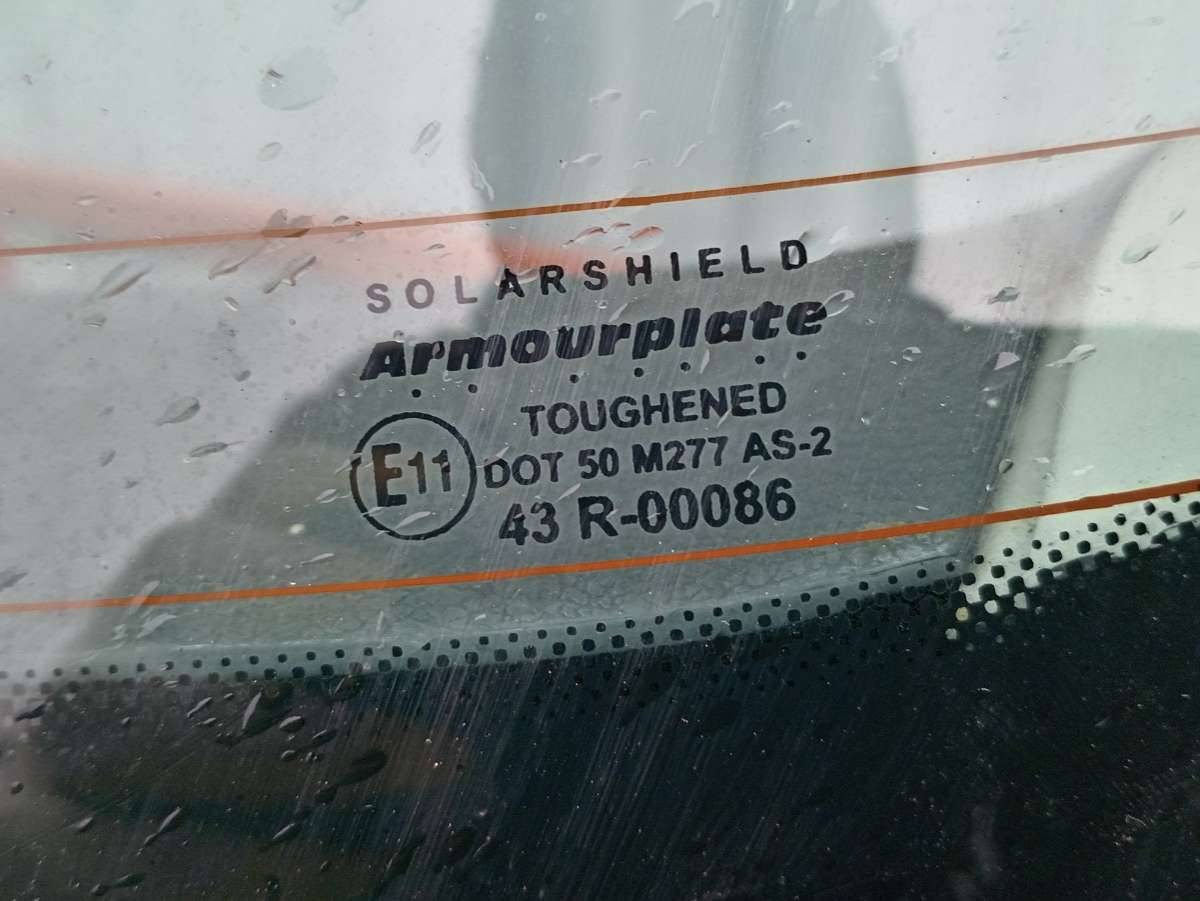 SOLARSHIELD
Armourplate
TOUGHENED
E11 DOT 50 M277 AS-2
43 R-00086